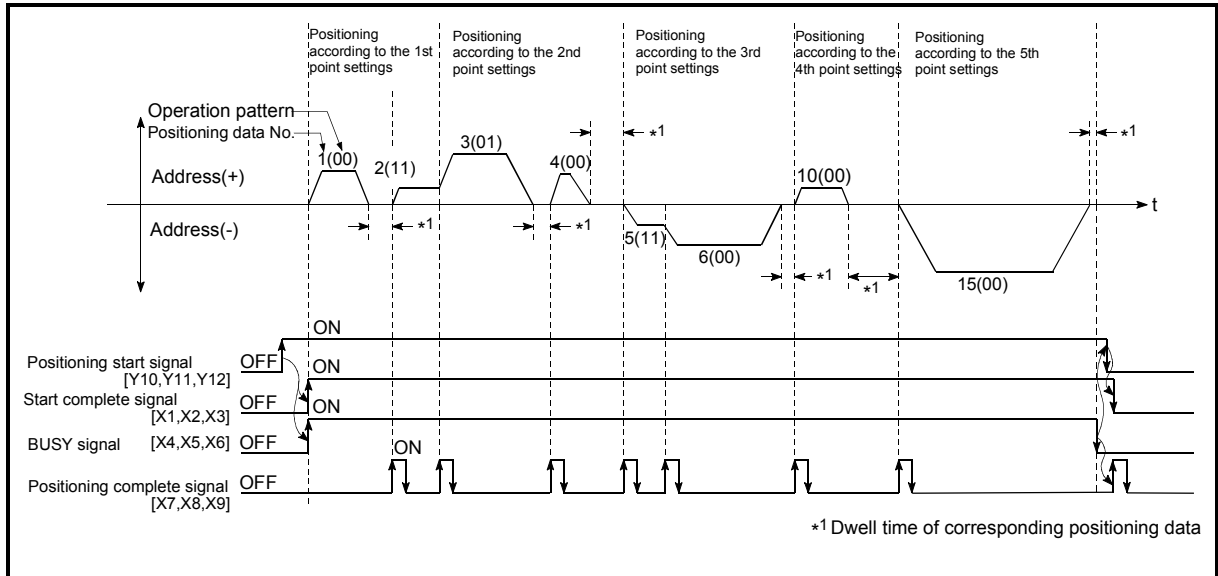 Positioning
according to the 1st
point settings
Positioning
according to the 2nd
point settings
Positioning
according to the 3rd
point settings
Positioning
according to the
4th point settings
Positioning
according to the 5th
point settings
Operation pattern
Positioning data No.
1(00)
2(11)
3(01)
4(00)
*1
10(00)
Address(+)
t
Address(-)
*1
*1
5(11)
6(00)
*1
*1
15(00)
*1
ON
Positioning start signal
[Y10,Y11,Y12]
OFF
ON
Start complete signal
[X1,X2,X3]
OFF
ON
BUSY signal [X4,X5,X6] OFF
ON
Positioning complete signal
[X7,X8,X9]
OFF
*1 Dwell time of corresponding positioning data